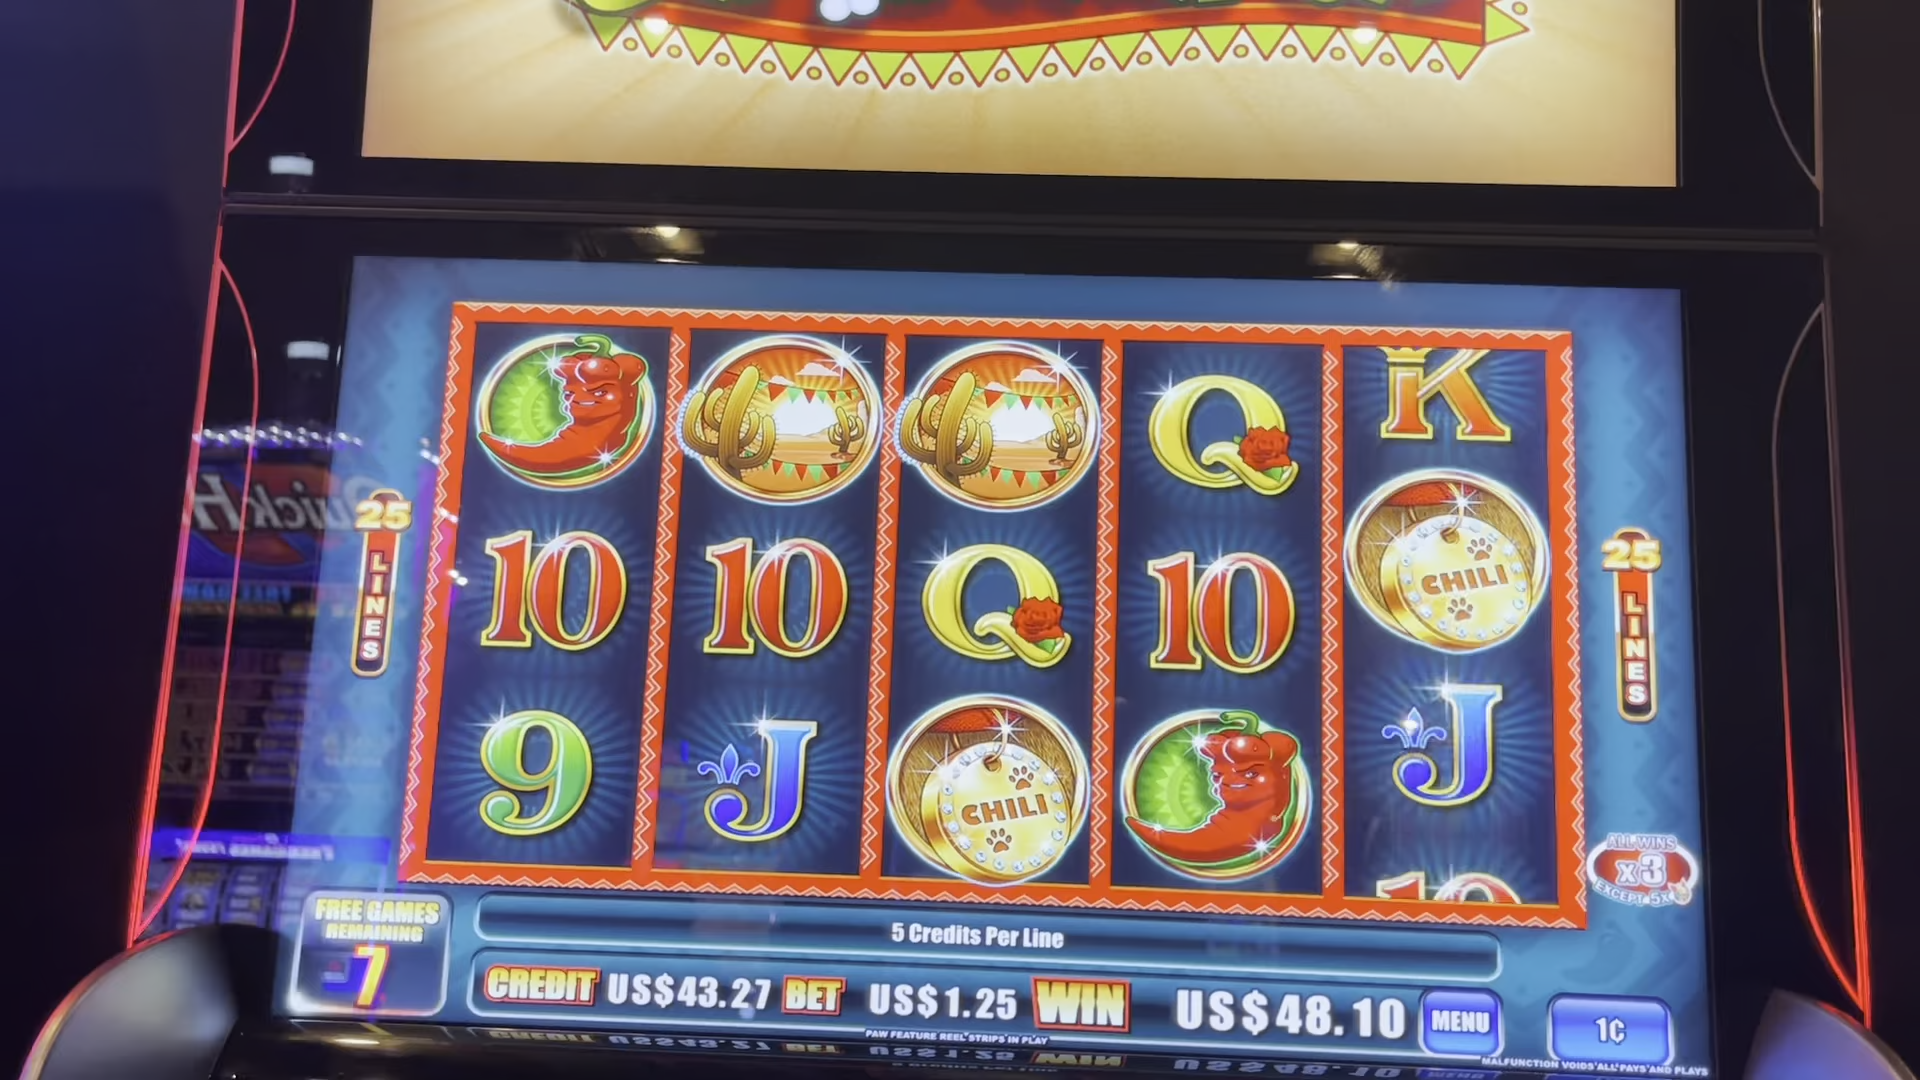 K
Q
25
LINES
10
10
Q
10
CHILI
25
LINES
9
J
CHILI
J
ALL WINS
x3
EXCEPT 5X
10
FREE GAMES
REMAINING
7
5 Credits Per Line
CREDIT US$43.27 BET US$1.25 WIN US$48.10
MENU
1¢
PAW FEATURE REEL STRIPS IN PLAY
MALFUNCTION VOIDS ALL PAYS AND PLAYS